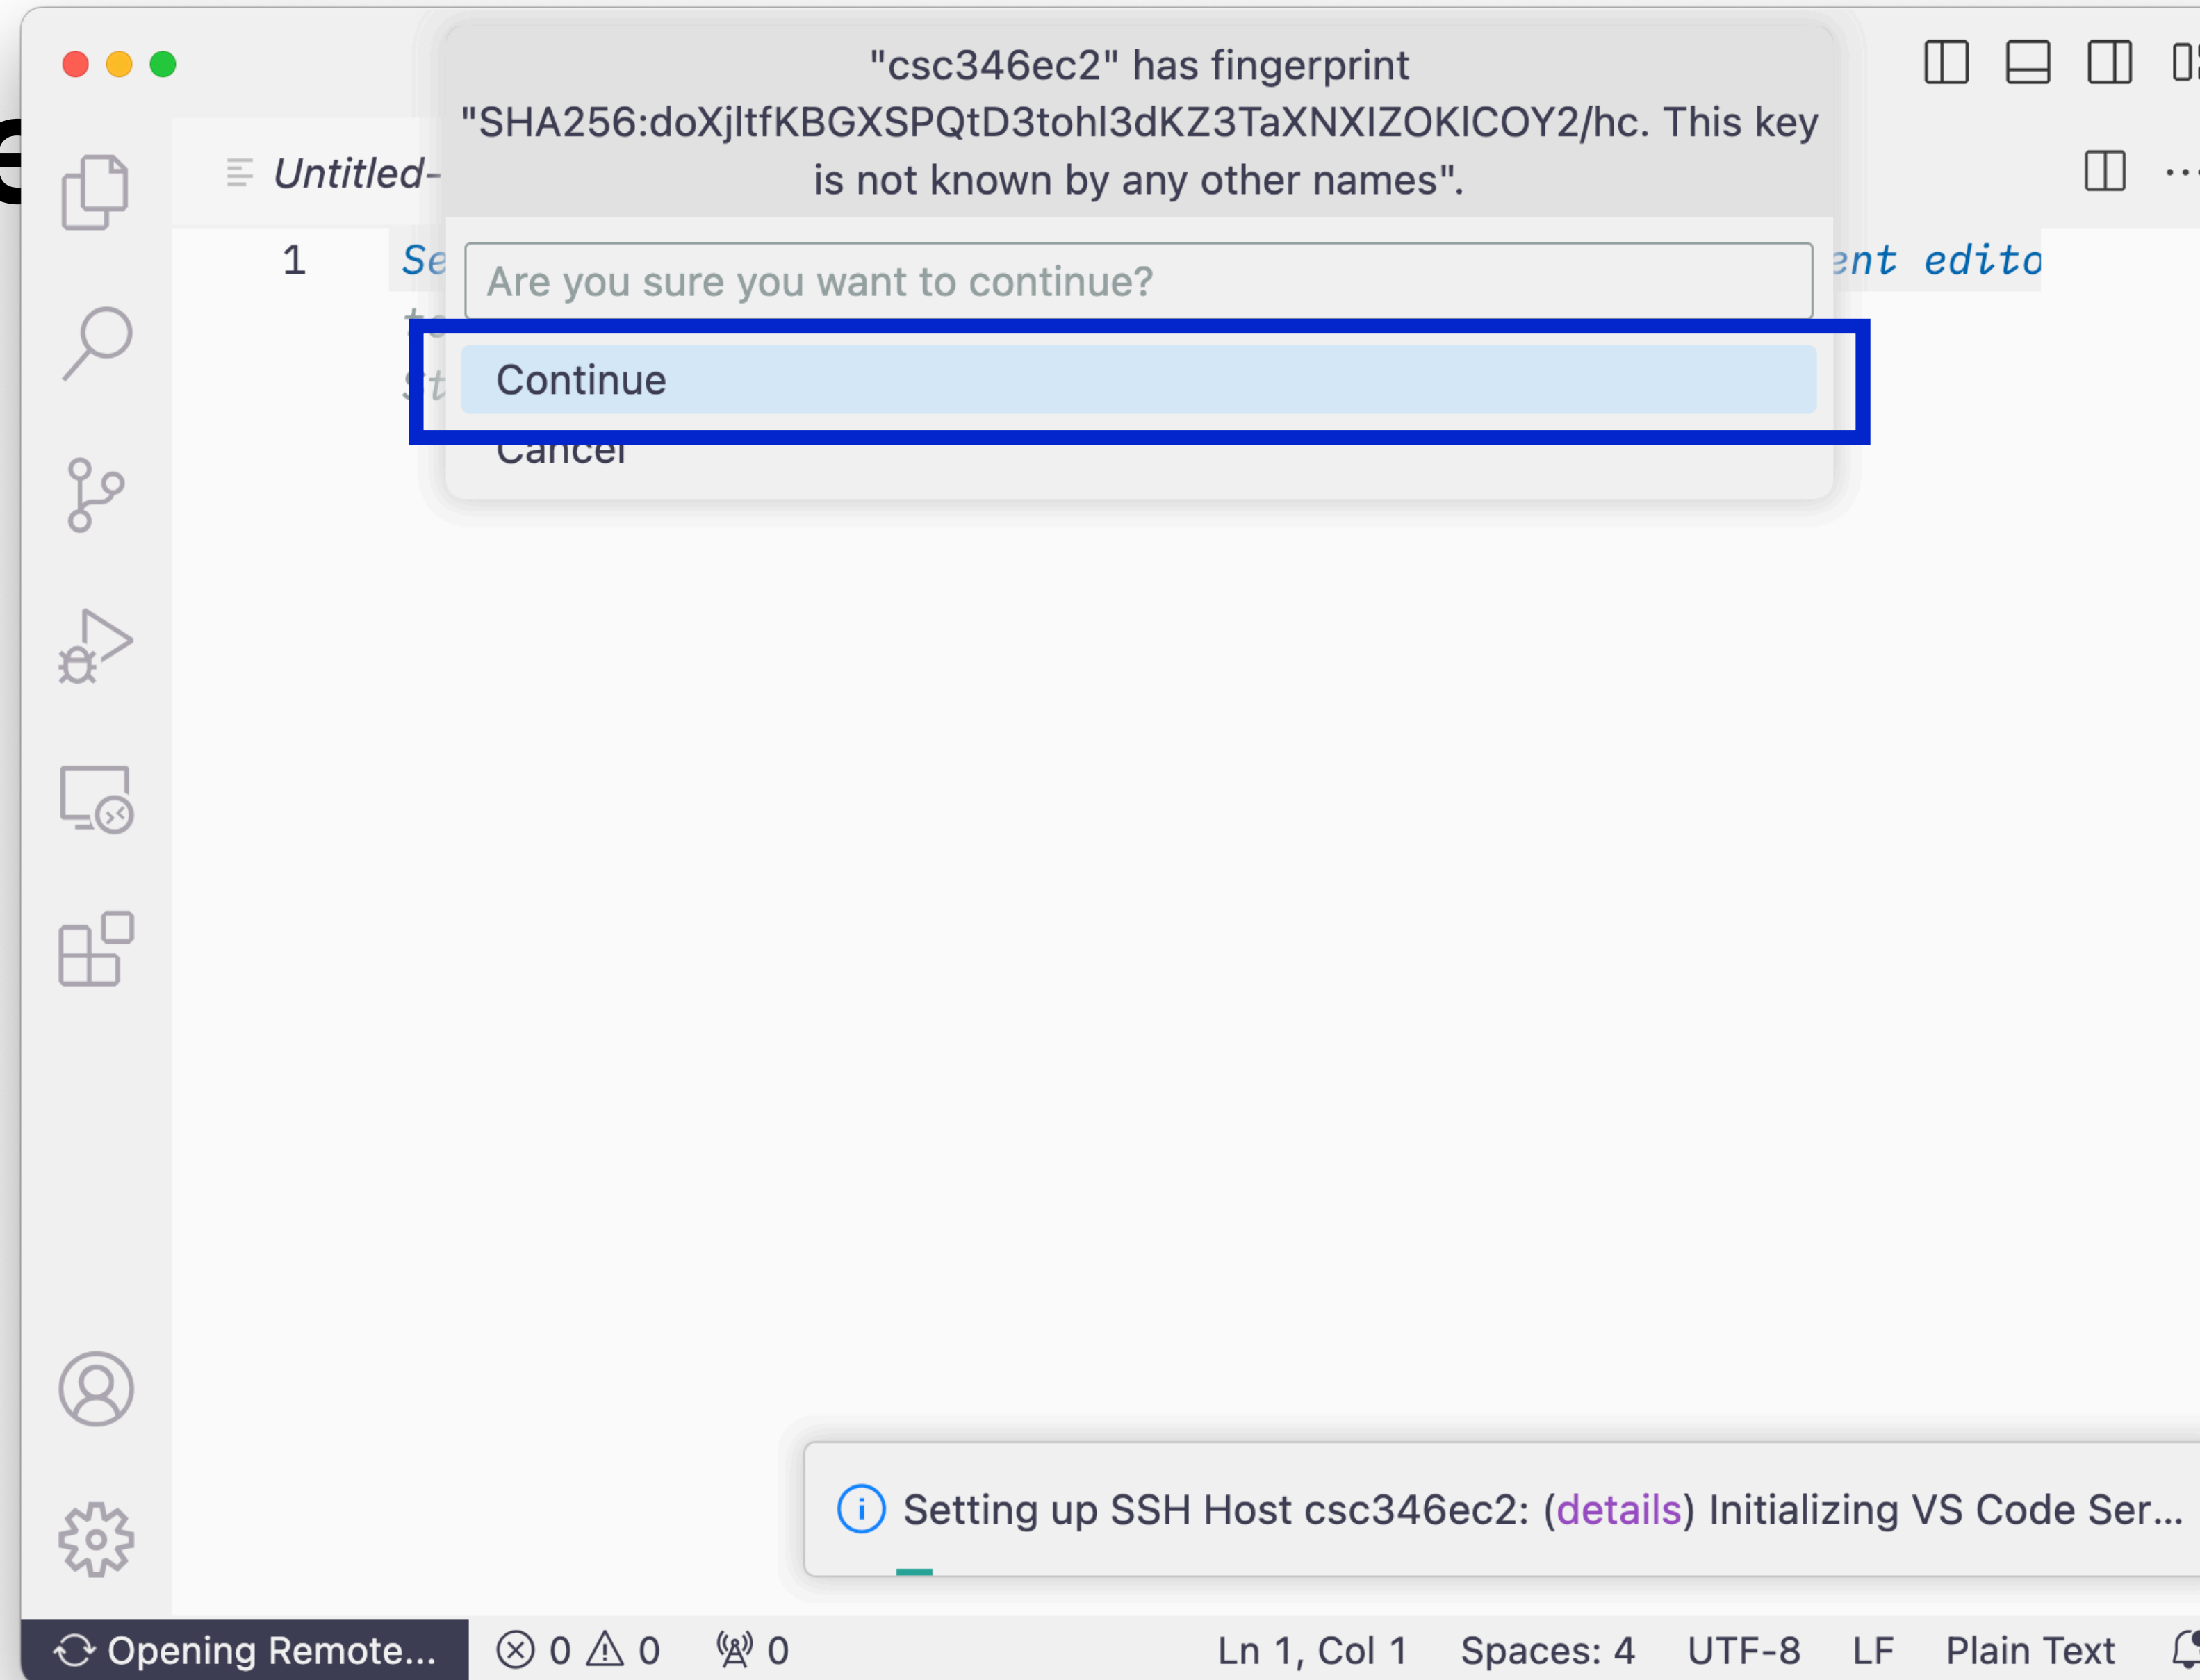 "csc346ec2" has fingerprint
"SHA256:doXjltfKBGXSPQtD3tohl3dKZ3TaXNXIZOKlCOY2/hc. This key
is not known by any other names".
Untitled-
1 Se ent edito
Are you sure you want to continue?
Continue
Cancel
Setting up SSH Host csc346ec2: (details) Initializing VS Code Ser...
Opening Remote... 0 0 0 Ln 1, Col 1 Spaces: 4 UTF-8 LF Plain Text